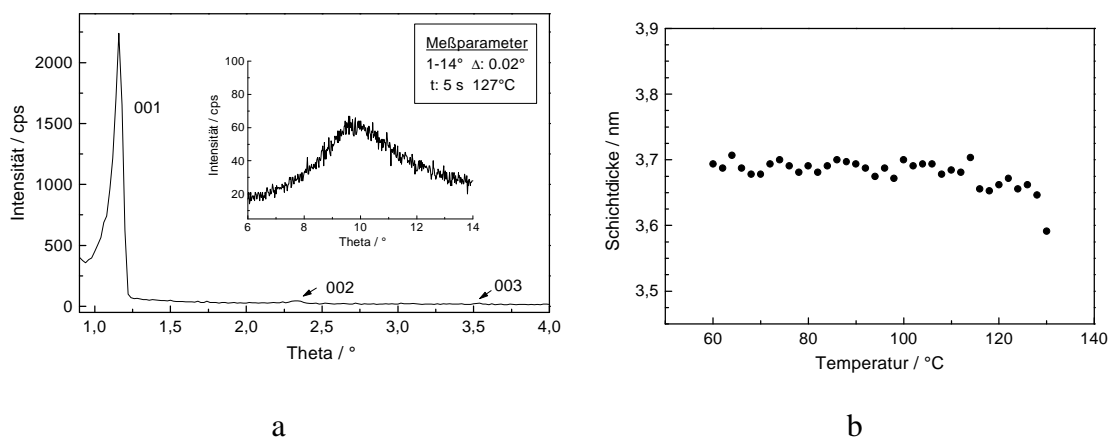 2000
1500
1000
500
0
Intensität / cps
1,0 1,5 2,0 2,5 3,0 3,5 4,0
Theta / °
001
002
003
Meßparameter
1-14° Δ: 0.02°
t: 5 s 127°C
100
80
60
40
20
Intensität / cps
6 8 10 12 14
Theta / °
a
3,9
3,8
3,7
3,6
3,5
Schichtdicke / nm
60 80 100 120 140
Temperatur / °C
b